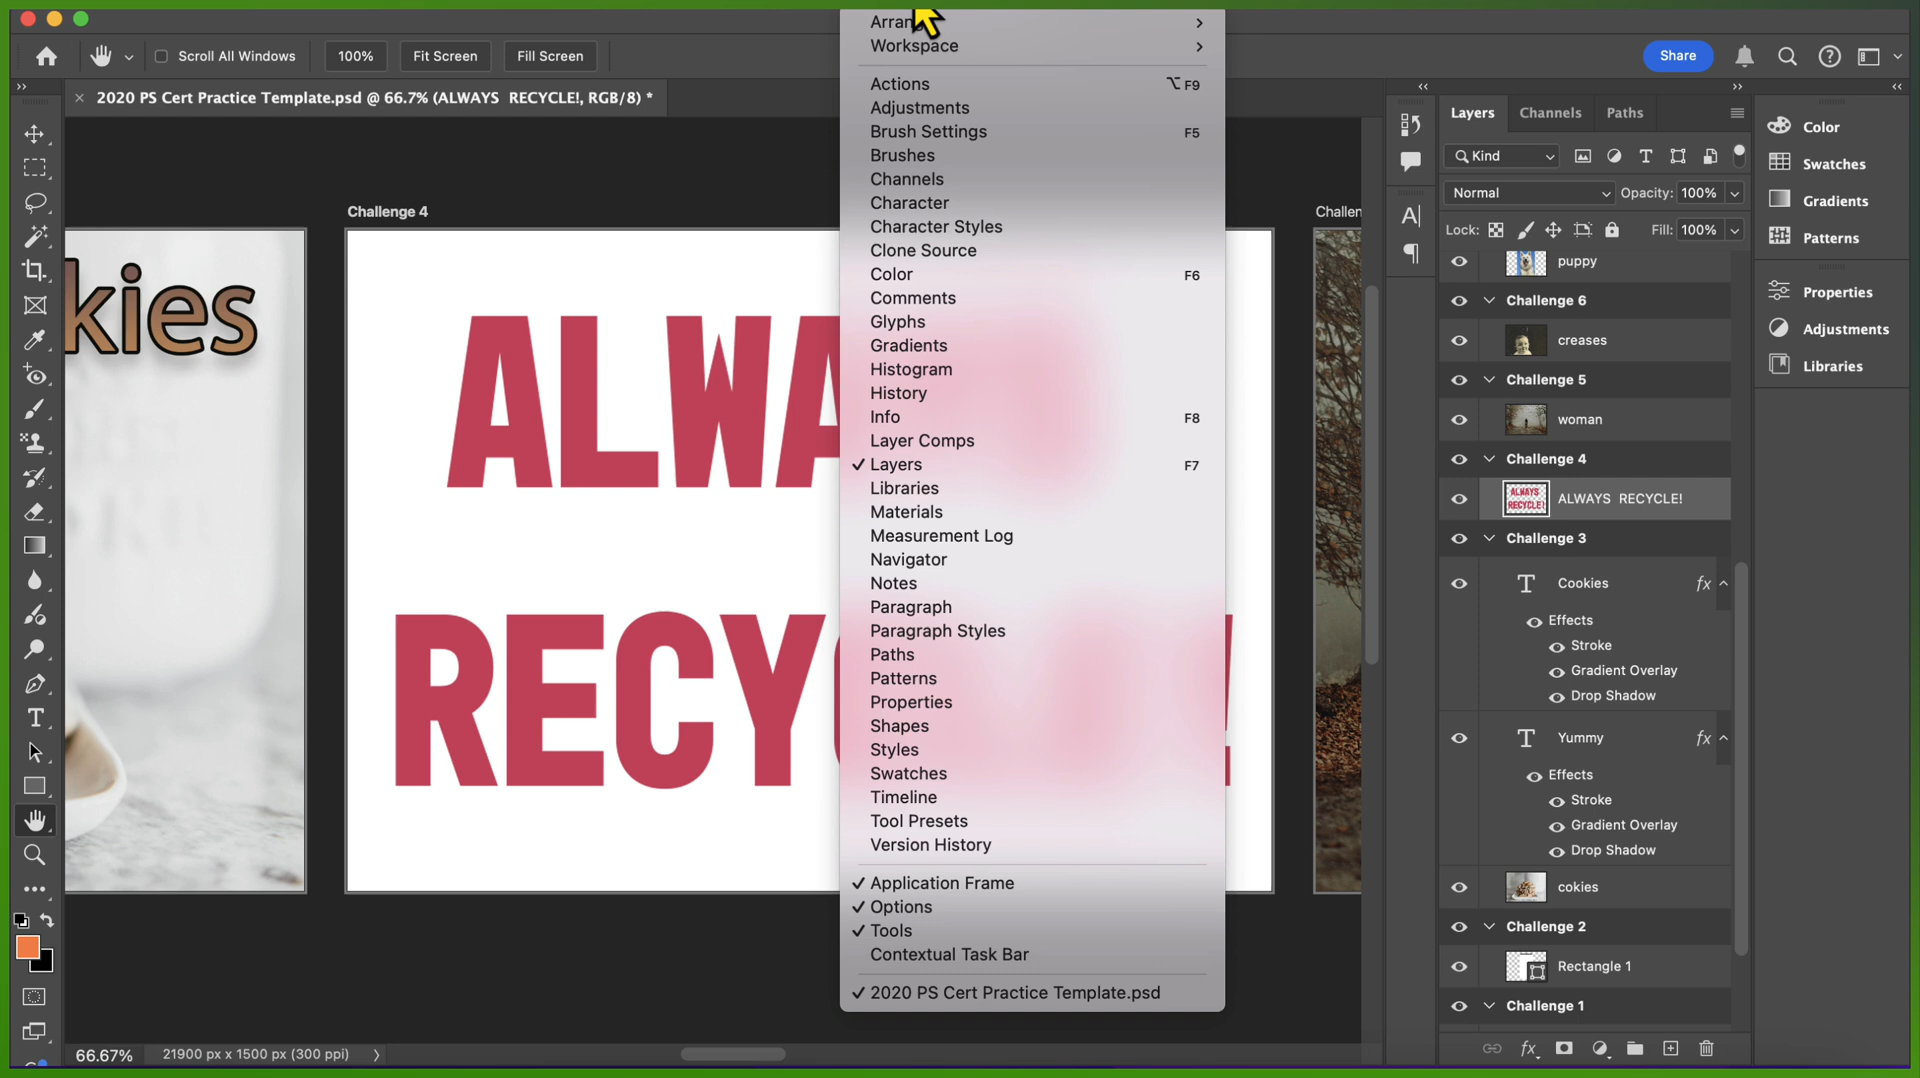 Arran
Workspace
Scroll All Windows
100%
Fit Screen
Fill Screen
Share
2020 PS Cert Practice Template.psd @ 66.7% (ALWAYS  RECYCLE!, RGB/8) *
Challenge 4
Challen
kies
ALWA
RECY
Actions ⌥F9
Adjustments
Brush Settings F5
Brushes
Channels
Character
Character Styles
Clone Source
Color F6
Comments
Glyphs
Gradients
Histogram
History
Info F8
Layer Comps
✓ Layers F7
Libraries
Materials
Measurement Log
Navigator
Notes
Paragraph
Paragraph Styles
Paths
Patterns
Properties
Shapes
Styles
Swatches
Timeline
Tool Presets
Version History
✓ Application Frame
✓ Options
✓ Tools
Contextual Task Bar
✓ 2020 PS Cert Practice Template.psd
66.67%
21900 px x 1500 px (300 ppi)
Layers
Channels
Paths
Kind
Normal
Opacity: 100%
Lock:
Fill: 100%
puppy
Challenge 6
creases
Challenge 5
woman
Challenge 4
ALWAYS RECYCLE!
ALWAYS  RECYCLE!
Challenge 3
Cookies fx
Effects
Stroke
Gradient Overlay
Drop Shadow
Yummy fx
Effects
Stroke
Gradient Overlay
Drop Shadow
cokies
Challenge 2
Rectangle 1
Challenge 1
fx
Color
Swatches
Gradients
Patterns
Properties
Adjustments
Libraries